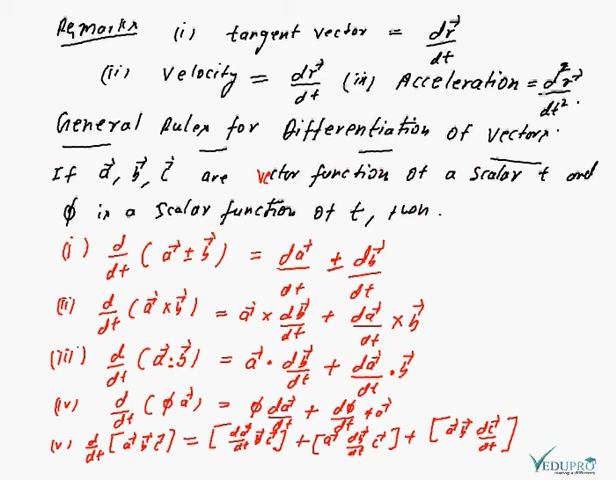 Remarks (i) tangent vector = dr⃗/dt
(ii) Velocity = dr⃗/dt (iii) Acceleration = d²r⃗/dt².
General Rules for Differentiation of Vectors.
If a⃗, b⃗, c⃗ are vector function of a scalar t and
ϕ is a scalar function of t, then.
(i) d/dt (a⃗ ± b⃗) = da⃗/dt ± db⃗/dt
(ii) d/dt (a⃗ × b⃗) = a⃗ × db⃗/dt + da⃗/dt × b⃗
(iii) d/dt (a⃗ . b⃗) = a⃗ . db⃗/dt + da⃗/dt . b⃗
(iv) d/dt (ϕ a⃗) = ϕ da⃗/dt + dϕ/dt + a⃗
(v) d/dt [a⃗ b⃗ c⃗] = [da⃗/dt b⃗ c⃗] + [a⃗ db⃗/dt c⃗] + [a⃗ b⃗ dc⃗/dt]
VEDUPRO